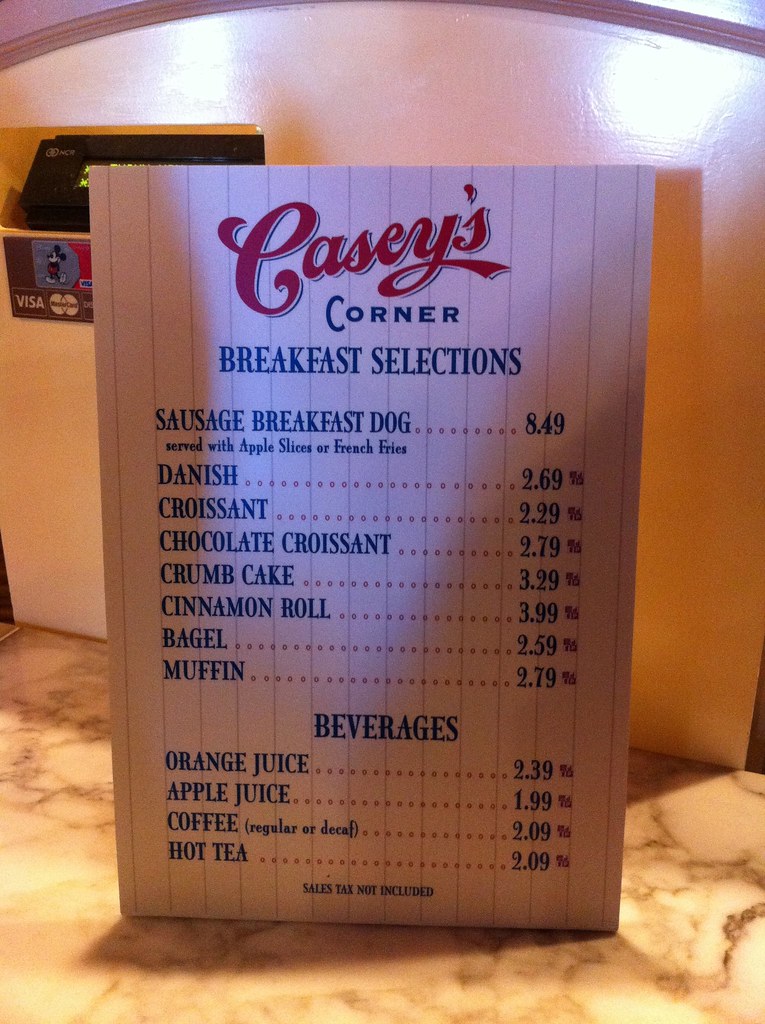 NCR
VISA
VISA MasterCard
Casey's
CORNER
BREAKFAST SELECTIONS
SAUSAGE BREAKFAST DOG 8.49
served with Apple Slices or French Fries
DANISH 2.69
CROISSANT 2.29
CHOCOLATE CROISSANT 2.79
CRUMB CAKE 3.29
CINNAMON ROLL 3.99
BAGEL 2.59
MUFFIN 2.79
BEVERAGES
ORANGE JUICE 2.39
APPLE JUICE 1.99
COFFEE (regular or decaf) 2.09
HOT TEA 2.09
SALES TAX NOT INCLUDED